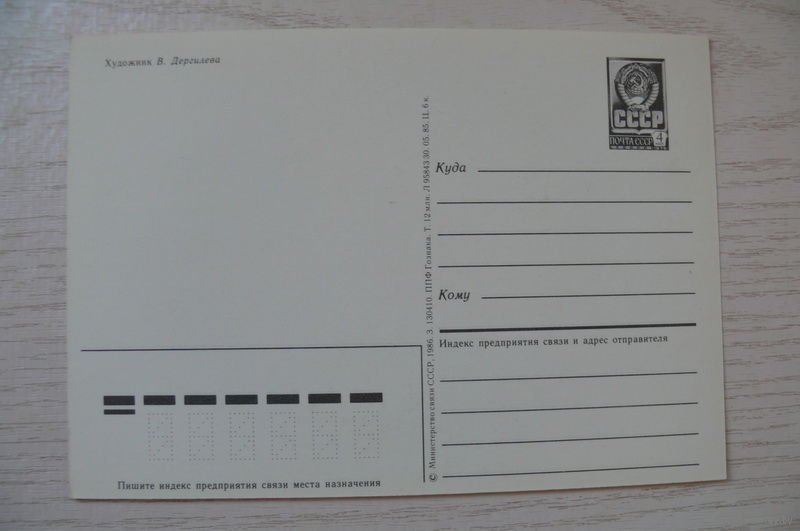 Художник В. Дергилева
СССР
ПОЧТА СССР 4
Куда
Кому
Индекс предприятия связи и адрес отправителя
© Министерство связи СССР, 1986. З. 130410. ППФ Гознака. Т. 12 млн. Л 95843 30. 05. 85. Ц. 6 к.
Пишите индекс предприятия связи места назначения